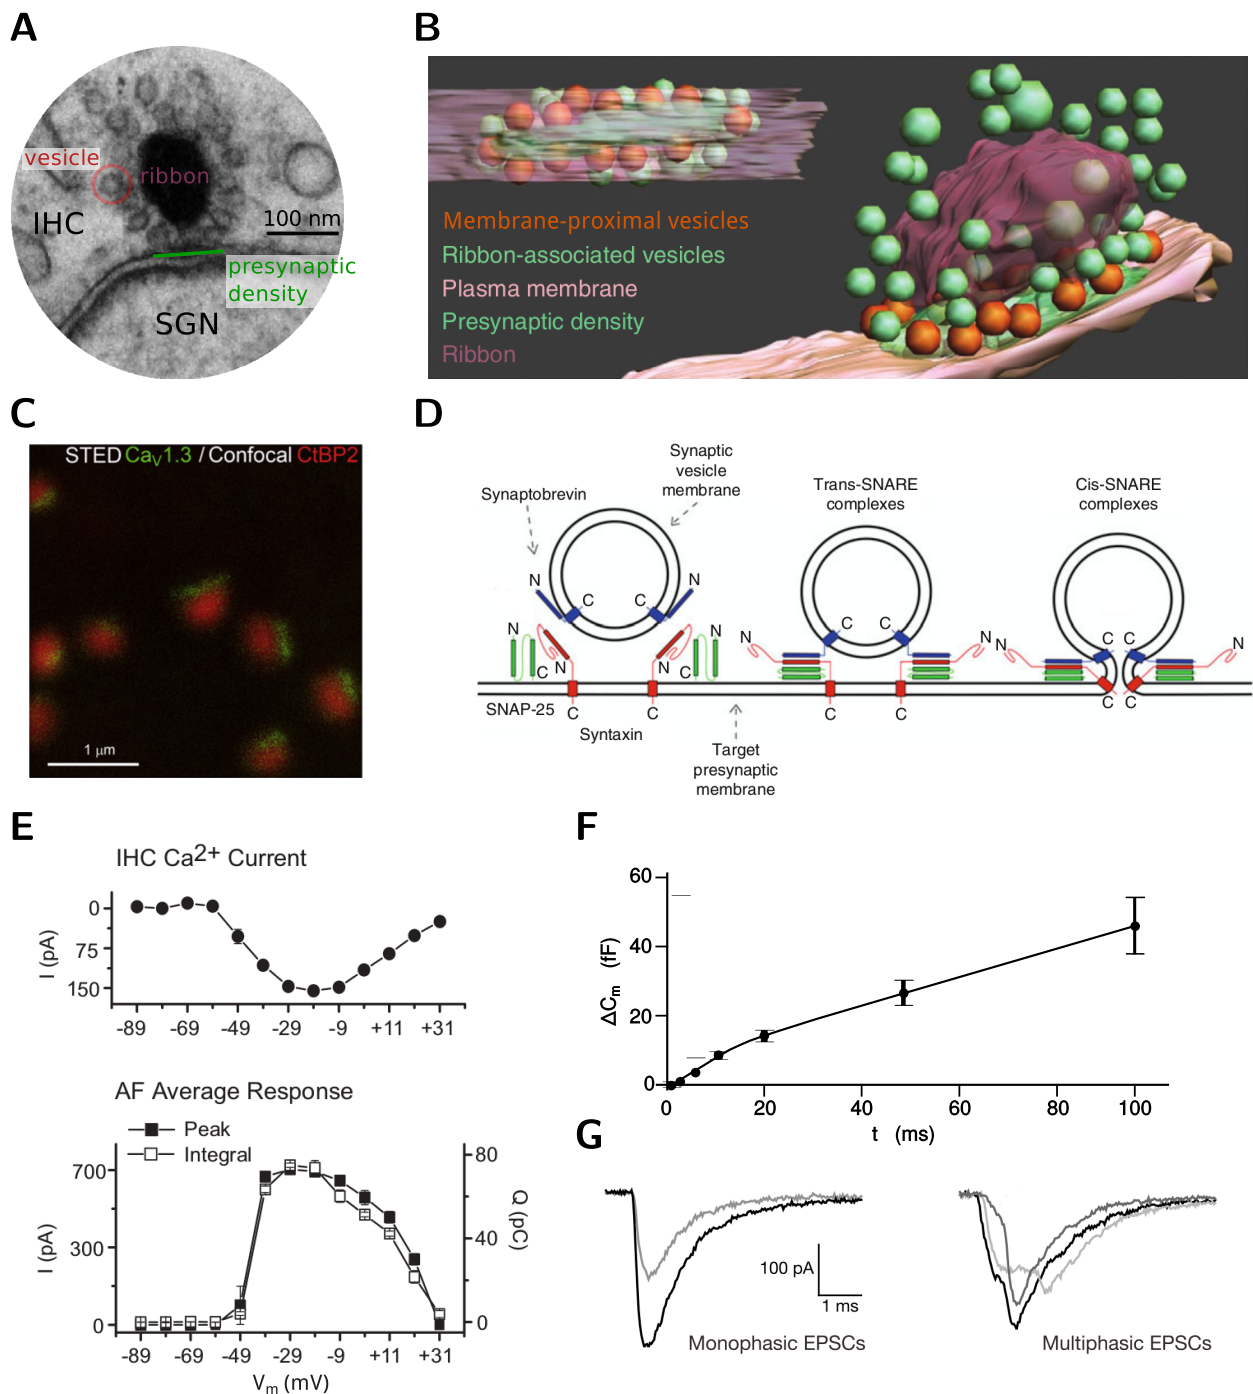 A
vesicle
ribbon
IHC
100 nm
presynaptic
density
SGN
B
Membrane-proximal vesicles
Ribbon-associated vesicles
Plasma membrane
Presynaptic density
Ribbon
C
STED CaV1.3 / Confocal CtBP2
1 µm
D
Synaptobrevin
Synaptic
vesicle
membrane
Trans-SNARE
complexes
Cis-SNARE
complexes
N
C
C
N
N
C
N
N
C
N
SNAP-25
C
C
Syntaxin
Target
presynaptic
membrane
N
C
C
N
C
C
N
C
C
N
C
C
E
IHC Ca2+ Current
I (pA)
0
75
150
-89 -69 -49 -29 -9 +11 +31
AF Average Response
Peak
Integral
I (pA)
700
300
0
Q (pC)
80
40
0
-89 -69 -49 -29 -9 +11 +31
Vm (mV)
F
ΔCm (fF)
60
40
20
0
0 20 40 60 80 100
t (ms)
G
100 pA
1 ms
Monophasic EPSCs
Multiphasic EPSCs